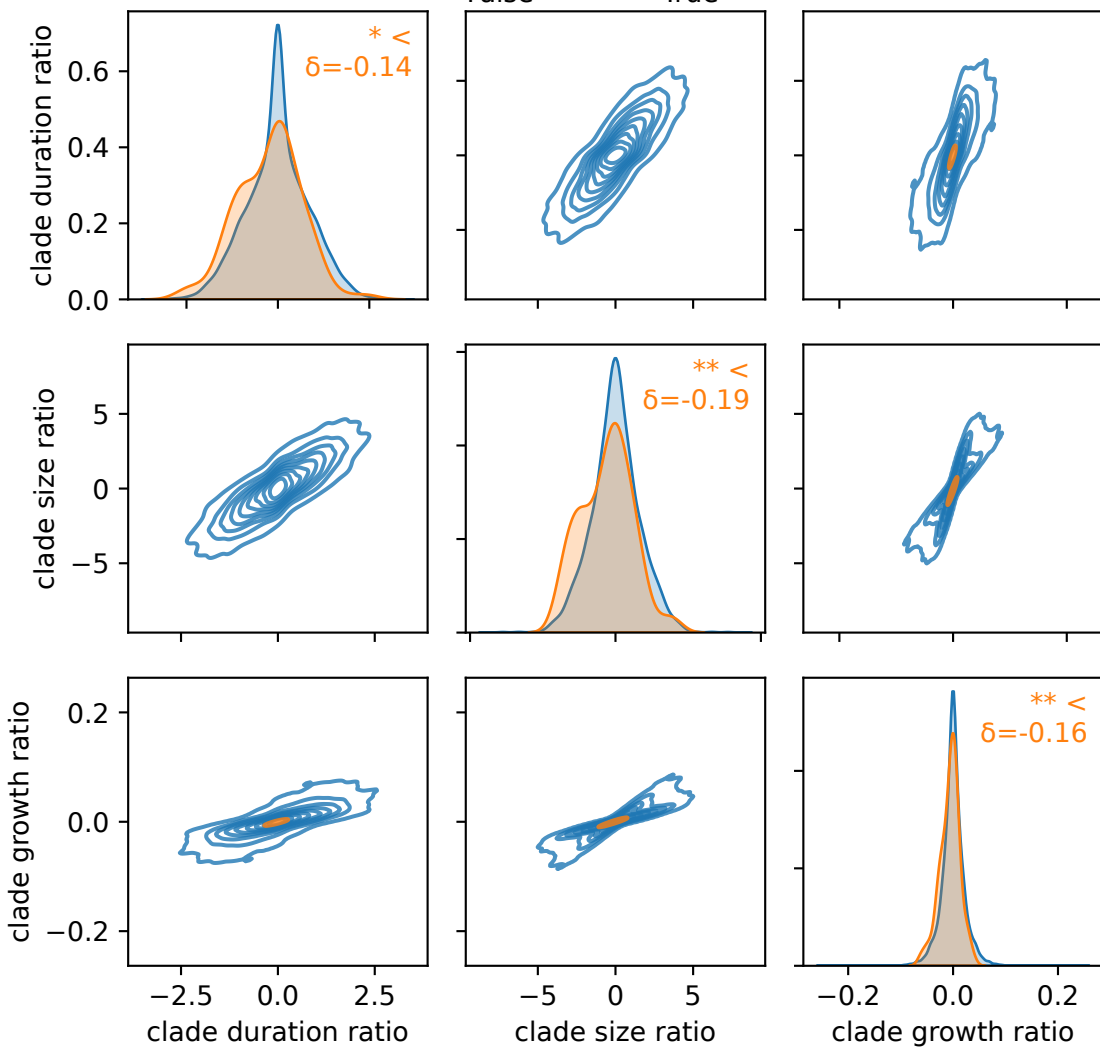 * <
δ=-0.14
clade duration ratio
0.6
0.4
0.2
0.0
** <
δ=-0.19
clade size ratio
5
0
−5
** <
δ=-0.16
clade growth ratio
0.2
0.0
−0.2
−2.5 0.0 2.5
−5 0 5
−0.2 0.0 0.2
clade duration ratio
clade size ratio
clade growth ratio